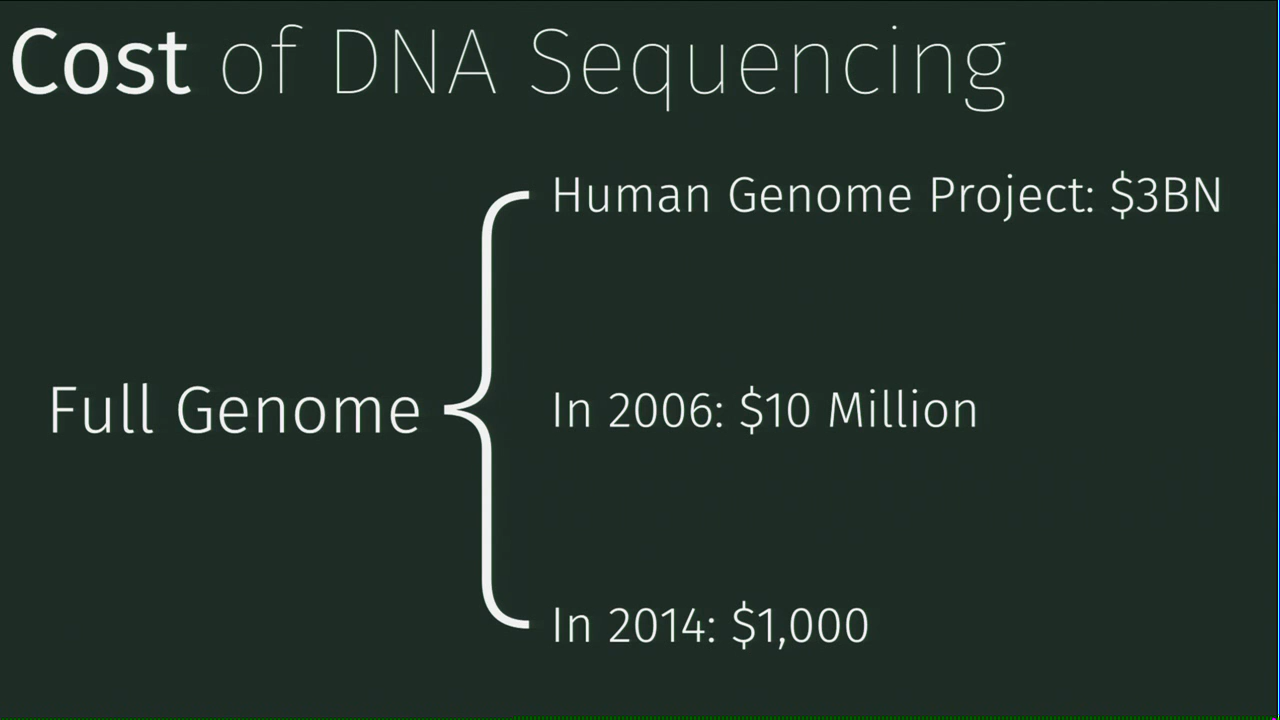 Cost of DNA Sequencing
Human Genome Project: $3BN
Full Genome
In 2006: $10 Million
In 2014: $1,000